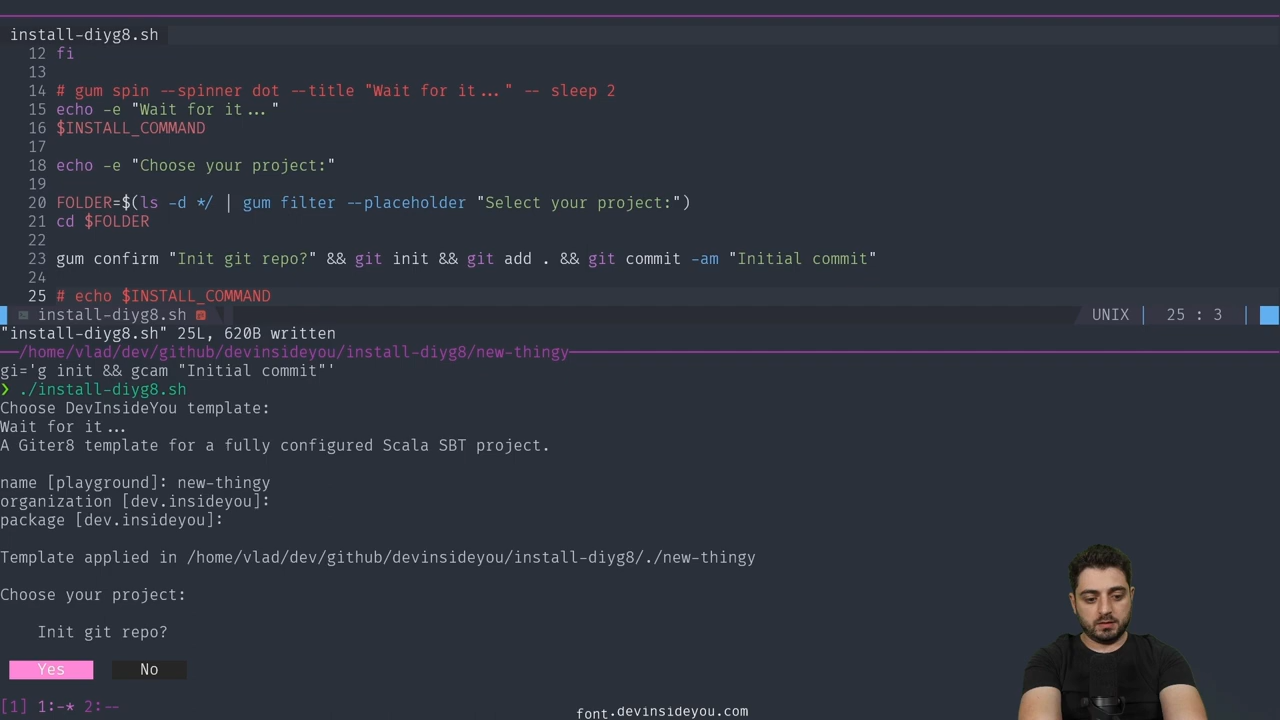 install-diyg8.sh
12 fi
13
14 # gum spin --spinner dot --title "Wait for it..." -- sleep 2
15 echo -e "Wait for it..."
16 $INSTALL_COMMAND
17
18 echo -e "Choose your project:"
19
20 FOLDER=$(ls -d */ | gum filter --placeholder "Select your project:")
21 cd $FOLDER
22
23 gum confirm "Init git repo?" && git init && git add . && git commit -am "Initial commit"
24
25 # echo $INSTALL_COMMAND
install-diyg8.sh UNIX 25 : 3
"install-diyg8.sh" 25L, 620B written
/home/vlad/dev/github/devinsideyou/install-diyg8/new-thingy
gi='g init && gcam "Initial commit"'
❯ ./install-diyg8.sh
Choose DevInsideYou template:
Wait for it...
A Giter8 template for a fully configured Scala SBT project.
name [playground]: new-thingy
organization [dev.insideyou]:
package [dev.insideyou]:
Template applied in /home/vlad/dev/github/devinsideyou/install-diyg8/./new-thingy
Choose your project:
Init git repo?
Yes No
[1] 1:-* 2:--
font.devinsideyou.com